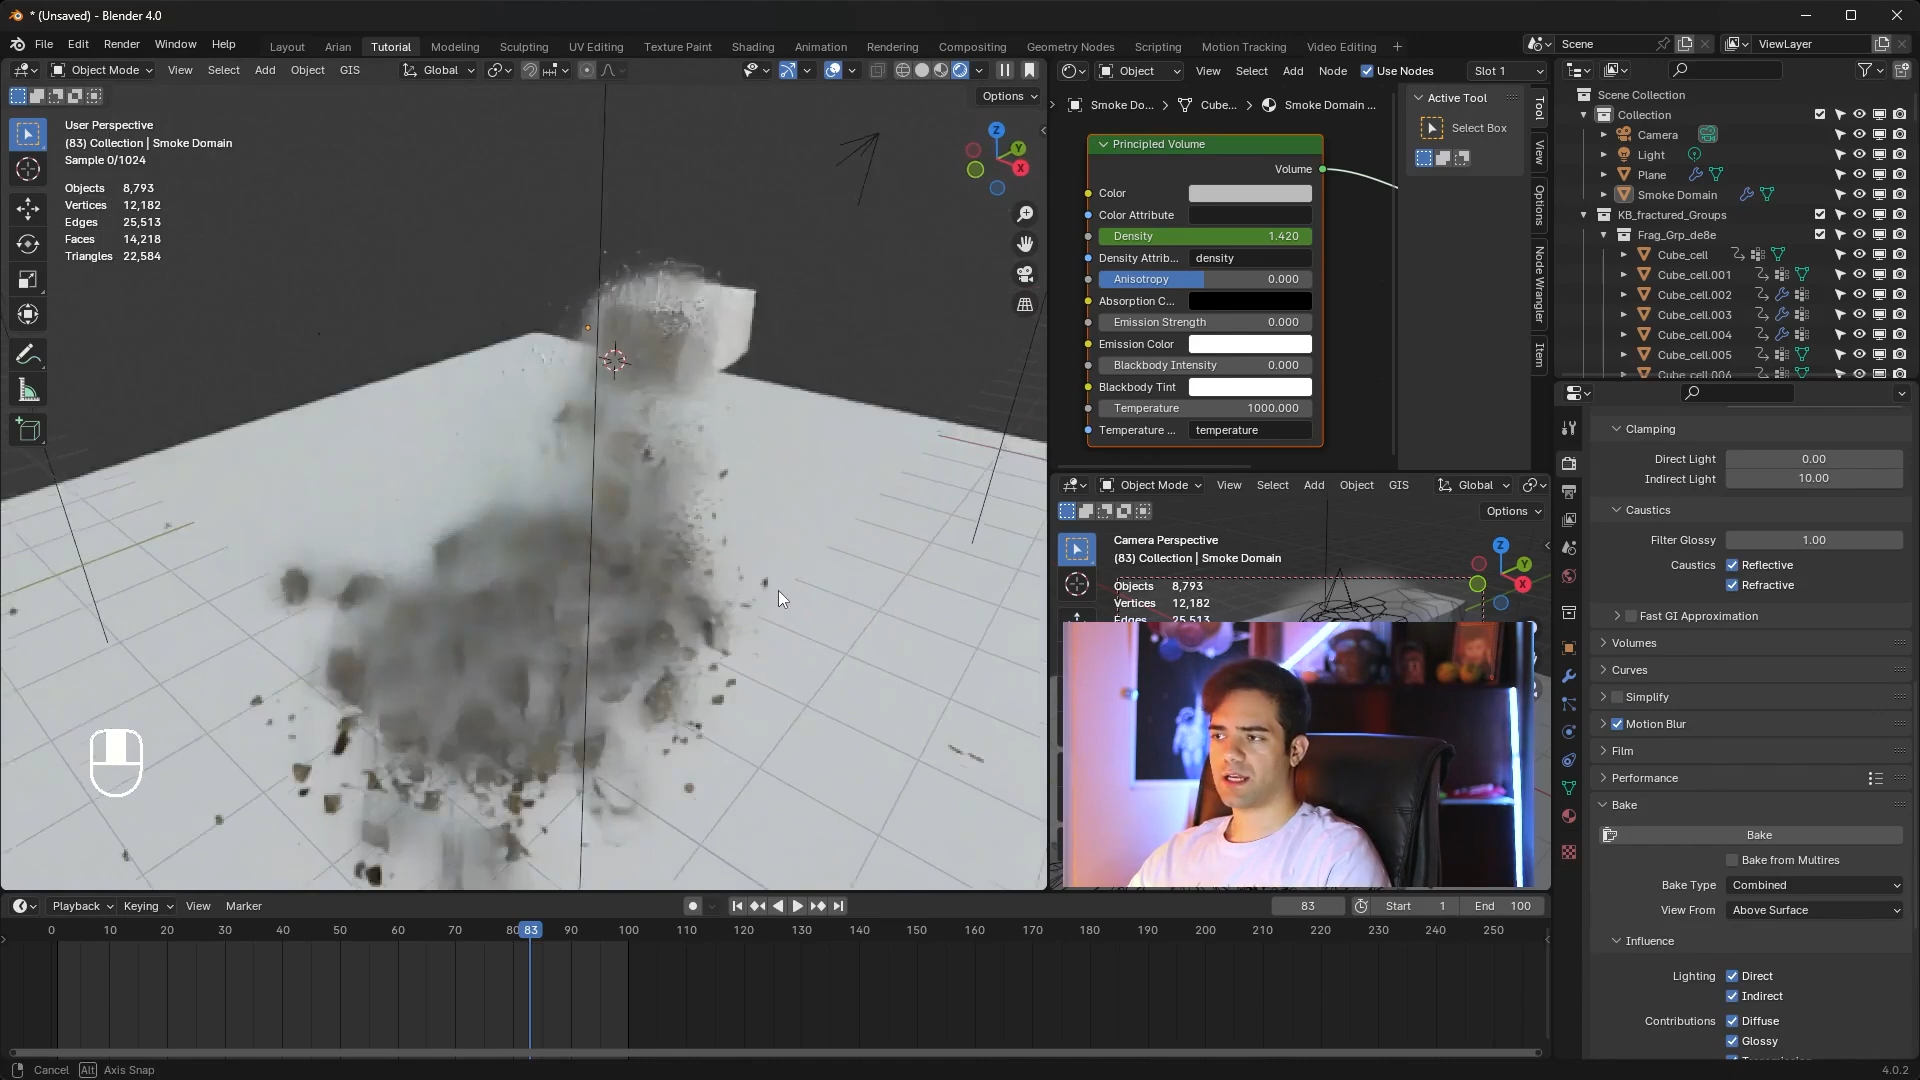 * (Unsaved) - Blender 4.0
File Edit Render Window Help
Layout Arian Tutorial Modeling Sculpting UV Editing Texture Paint Shading Animation Rendering Compositing Geometry Nodes Scripting Motion Tracking Video Editing +
Scene
ViewLayer
Object Mode View Select Add Object GIS Global
Options
User Perspective
(83) Collection | Smoke Domain
Sample 0/1024
Objects 8,793
Vertices 12,182
Edges 25,513
Faces 14,218
Triangles 22,584
Z
Y
X
Object View Select Add Node Use Nodes Slot 1
Smoke Do... Cube... Smoke Domain ...
Principled Volume
Volume
Color
Color Attribute
Density 1.420
Density Attrib... density
Anisotropy 0.000
Absorption C...
Emission Strength 0.000
Emission Color
Blackbody Intensity 0.000
Blackbody Tint
Temperature 1000.000
Temperature ... temperature
Active Tool
Select Box
Tool
View
Options
Node Wrangler
Item
Object Mode View Select Add Object GIS Global
Options
Camera Perspective
(83) Collection | Smoke Domain
Objects 8,793
Vertices 12,182
Edges 25,513
Z
Y
X
Scene Collection
Collection
Camera
Light
Plane
Smoke Domain
KB_fractured_Groups
Frag_Grp_de8e
Cube_cell
Cube_cell.001
Cube_cell.002
Cube_cell.003
Cube_cell.004
Cube_cell.005
Cube_cell.006
Clamping
Direct Light 0.00
Indirect Light 10.00
Caustics
Filter Glossy 1.00
Caustics Reflective
Refractive
Fast GI Approximation
Volumes
Curves
Simplify
Motion Blur
Film
Performance
Bake
Bake
Bake from Multires
Bake Type Combined
View From Above Surface
Influence
Lighting Direct
Indirect
Contributions Diffuse
Glossy
Transmission
Playback Keying View Marker
83 Start 1 End 100
0 10 20 30 40 50 60 70 80 83 90 100 110 120 130 140 150 160 170 180 190 200 210 220 230 240 250
Cancel Alt Axis Snap
4.0.2